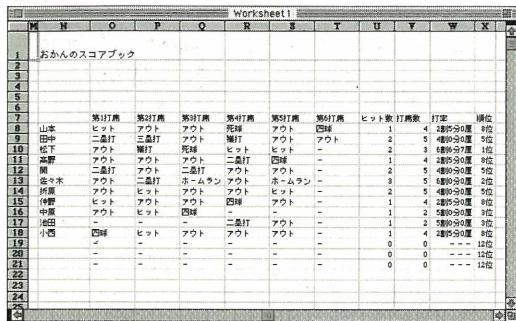 Worksheet1
M N O P Q R S T U V W X
1 おかんのスコアブック
2
3
4
5
6
7 第1打席 第2打席 第3打席 第4打席 第5打席 第6打席 ヒット数 打席数 打率 順位
8 山本 ヒット アウト アウト 死球 アウト 四球 1 4 2割5分0厘 8位
9 田中 二塁打 三塁打 アウト 犠打 アウト アウト 2 5 4割0分0厘 5位
10 松下 アウト 犠打 死球 ヒット ヒット - 2 3 6割6分7厘 1位
11 高野 アウト アウト アウト 二塁打 四球 - 1 4 2割5分0厘 8位
12 関 二塁打 アウト 二塁打 アウト アウト - 2 5 4割0分0厘 5位
13 佐々木 アウト 二塁打 ホームラン アウト ホームラン - 3 5 6割0分0厘 2位
14 折原 アウト ヒット アウト アウト ヒット - 2 5 4割0分0厘 5位
15 仲野 ヒット アウト アウト 四球 アウト - 1 4 2割5分0厘 8位
16 中原 アウト ヒット 四球 - - - 1 2 5割0分0厘 3位
17 池田 - - - 二塁打 アウト - 1 2 5割0分0厘 3位
18 小西 四球 ヒット アウト アウト アウト - 1 4 2割5分0厘 8位
19 - - - - - - 0 0 --- 12位
20 - - - - - - 0 0 --- 12位
21 - - - - - - 0 0 --- 12位
22
23
24
25